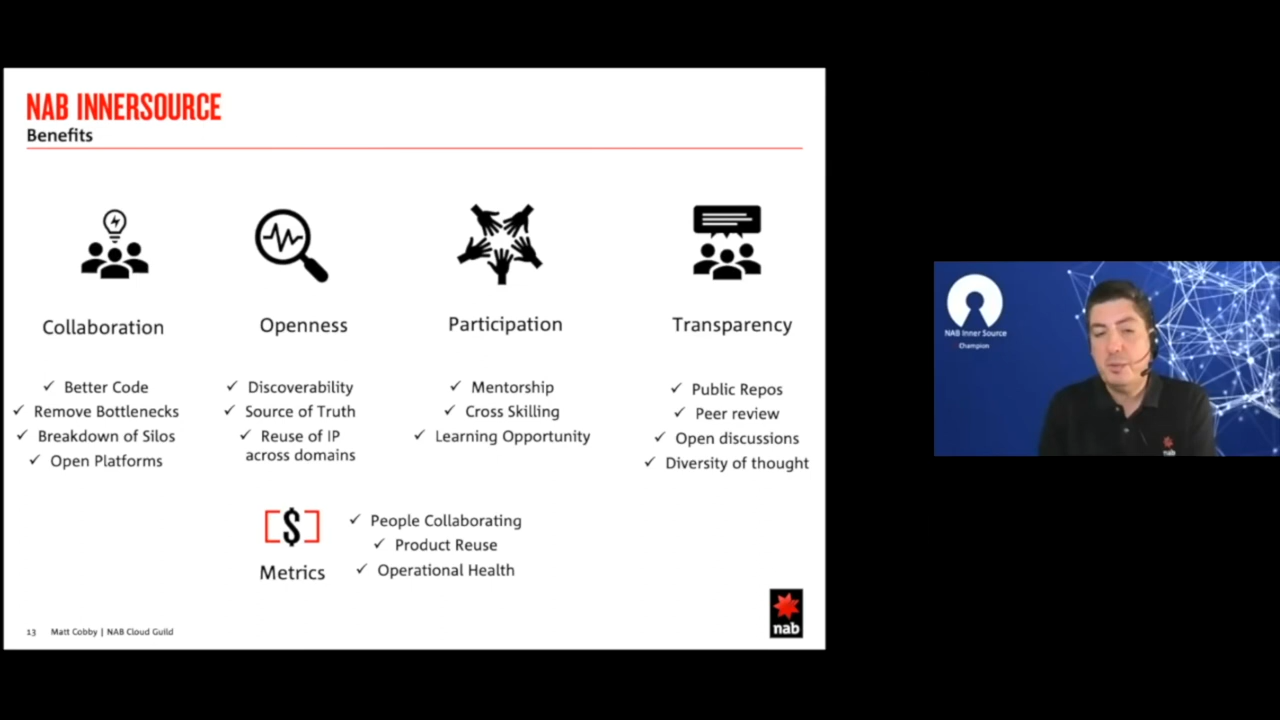 NAB INNERSOURCE
Benefits
Collaboration
✓ Better Code
✓ Remove Bottlenecks
✓ Breakdown of Silos
✓ Open Platforms
Openness
✓ Discoverability
✓ Source of Truth
✓ Reuse of IP
across domains
Participation
✓ Mentorship
✓ Cross Skilling
✓ Learning Opportunity
Transparency
✓ Public Repos
✓ Peer review
✓ Open discussions
✓ Diversity of thought
[$]
Metrics
✓ People Collaborating
✓ Product Reuse
✓ Operational Health
13 Matt Cobby | NAB Cloud Guild
nab
NAB Inner Source
Champion
nab